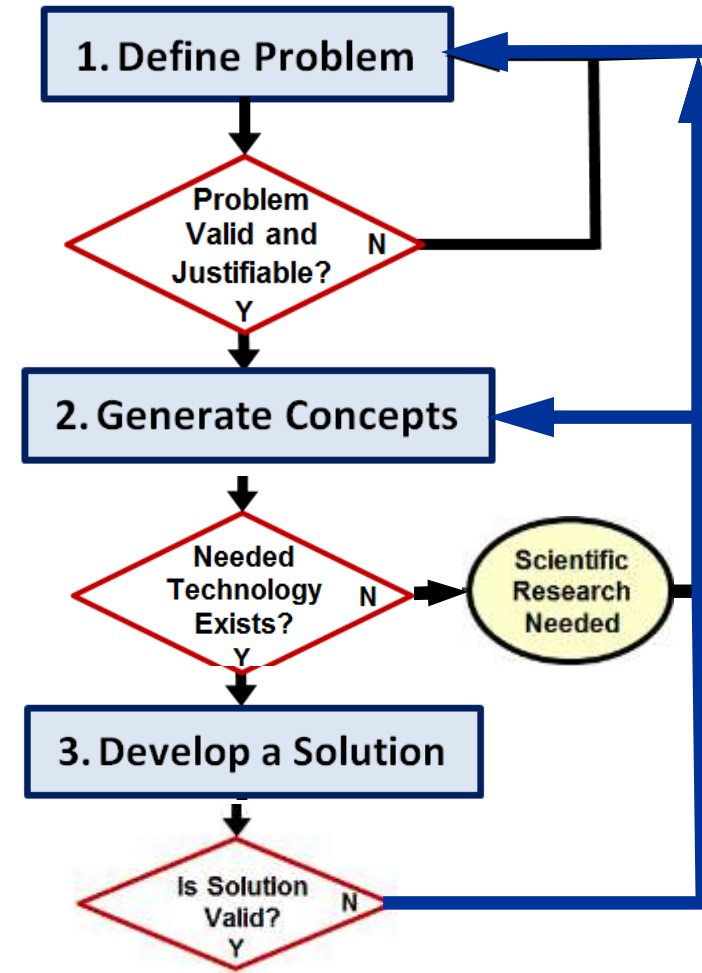 1. Define Problem
Problem
Valid and
Justifiable?
N
Y
2. Generate Concepts
Needed
Technology
Exists?
N
Y
Scientific
Research
Needed
3. Develop a Solution
Is Solution
Valid?
N
Y